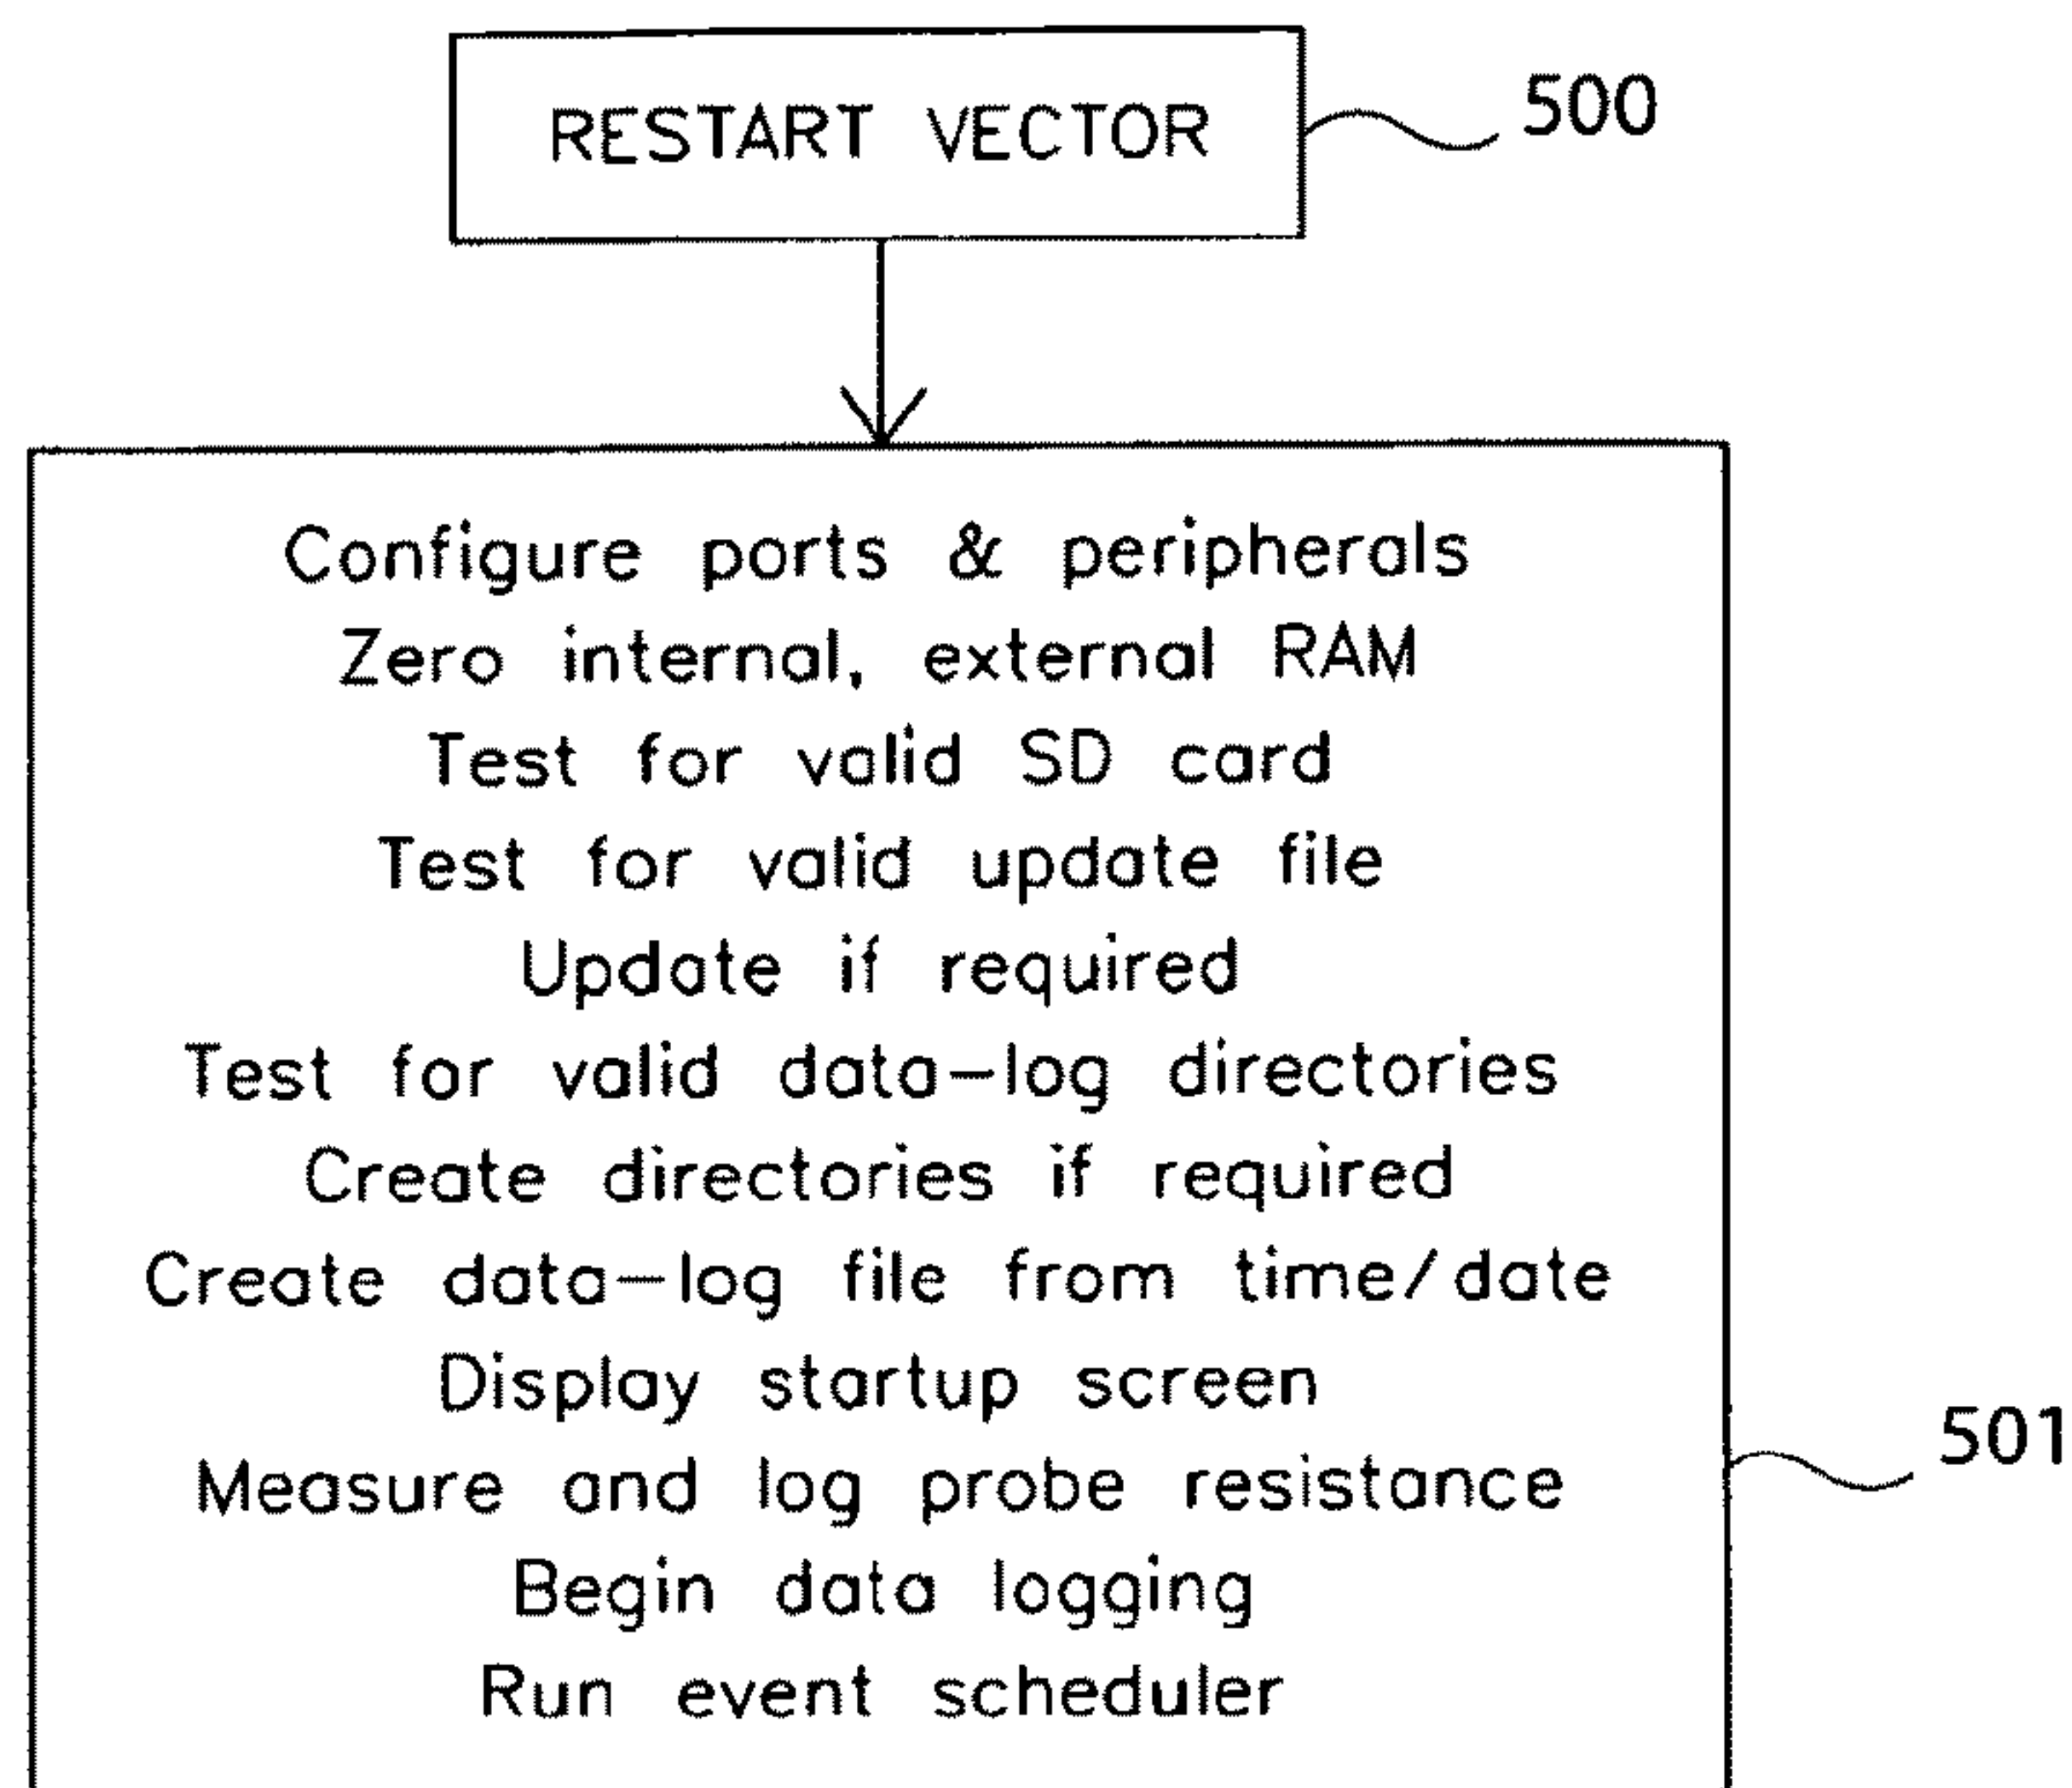 RESTART VECTOR
500
Configure ports & peripherals
Zero internal, external RAM
Test for valid SD card
Test for valid update file
Update if required
Test for valid data-log directories
Create directories if required
Create data-log file from time/date
Display startup screen
501
Measure and log probe resistance
Begin data logging
Run event scheduler